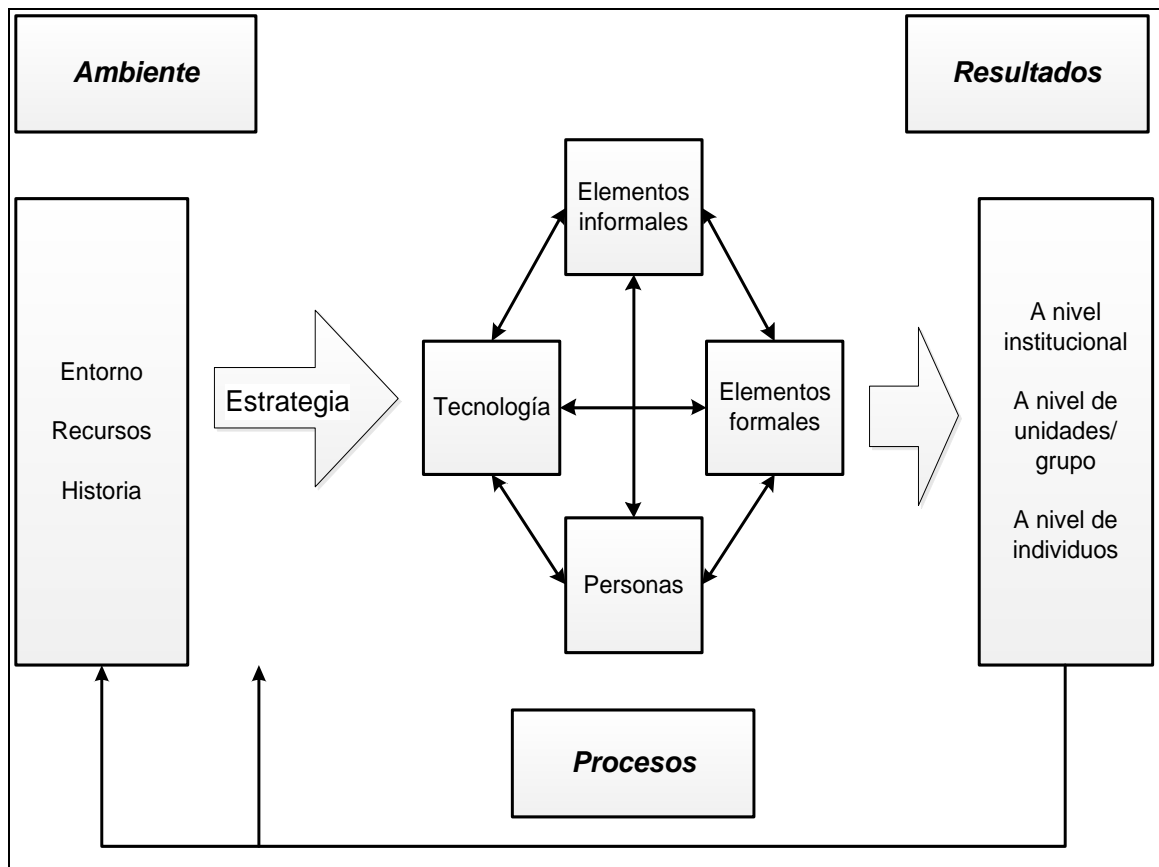 Ambiente
Resultados
Elementos
informales
Entorno
Recursos
Historia
Estrategia
Tecnología
Elementos
formales
Personas
A nivel
institucional
A nivel de
unidades/
grupo
A nivel de
individuos
Procesos